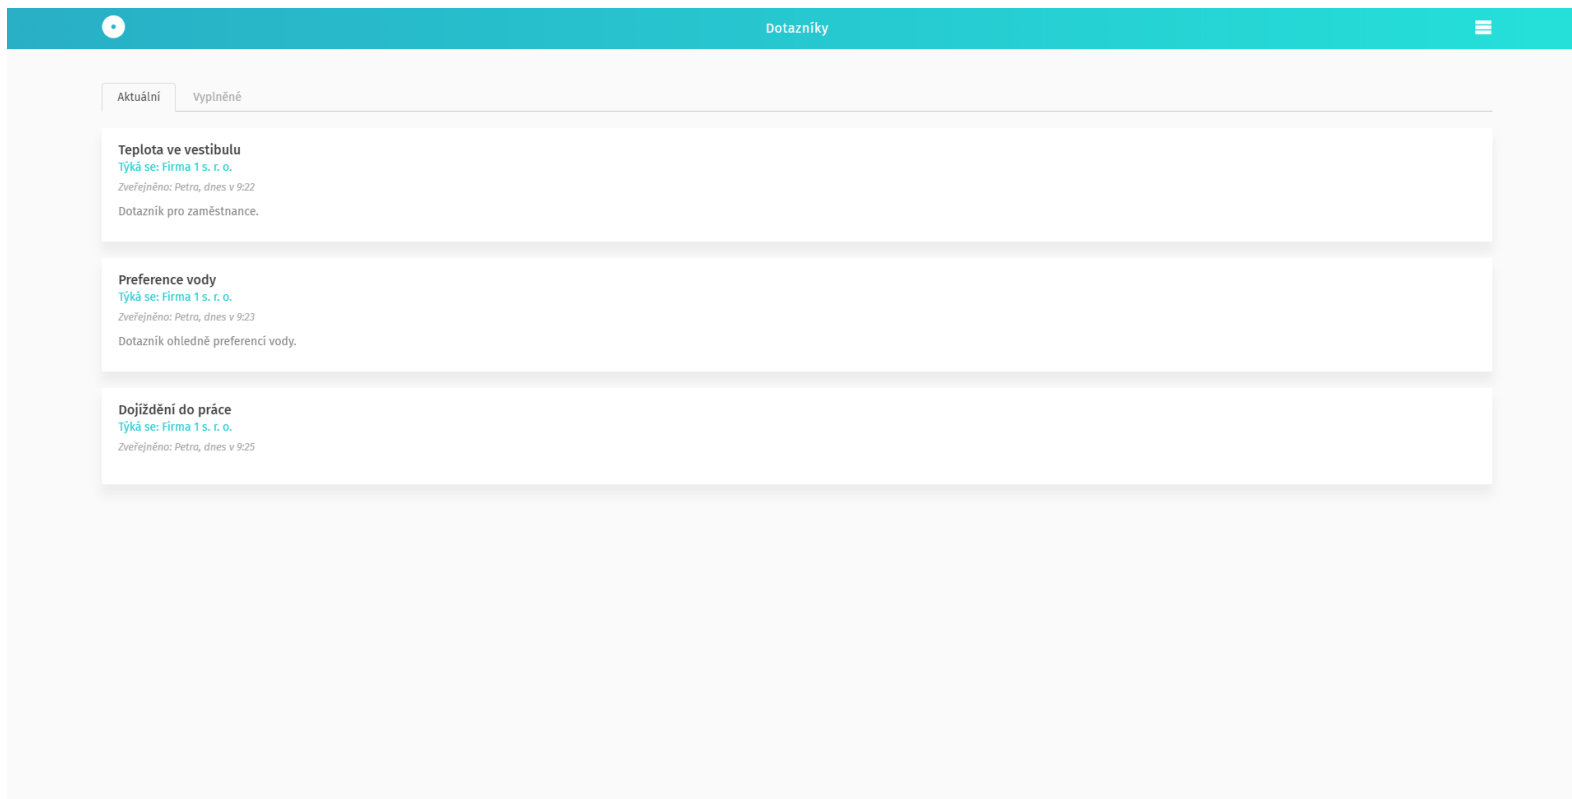 Dotazníky
Aktuální
Vyplněné
Teplota ve vestibulu
Týká se: Firma 1 s. r. o.
Zveřejněno: Petra, dnes v 9:22
Dotazník pro zaměstnance.
Preference vody
Týká se: Firma 1 s. r. o.
Zveřejněno: Petra, dnes v 9:23
Dotazník ohledně preferencí vody.
Dojíždění do práce
Týká se: Firma 1 s. r. o.
Zveřejněno: Petra, dnes v 9:25